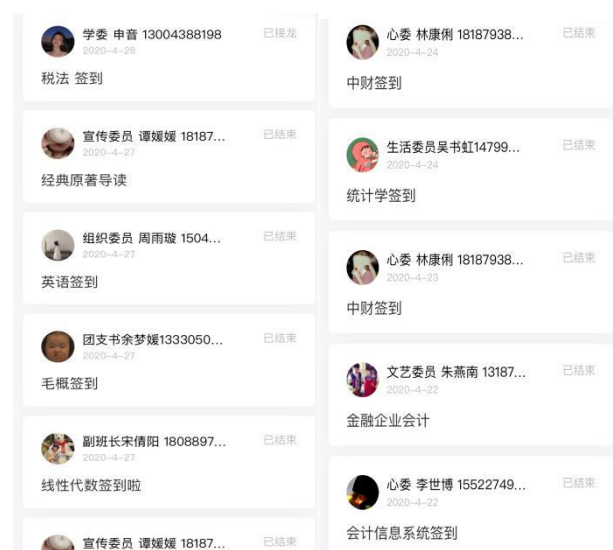 学委 申音 13004388198
已接龙
2020-4-28
税法 签到
宣传委员 谭媛媛 18187...
已结束
2020-4-27
经典原著导读
组织委员 周雨璇 1504...
已结束
2020-4-27
英语签到
团支书余梦媛1333050...
已结束
2020-4-27
毛概签到
副班长宋倩阳 1808897...
已结束
2020-4-27
线性代数签到啦
宣传委员 谭媛媛 18187...
已结束
心委 林康俐 18187938...
已结束
2020-4-24
中财签到
生活委员吴书虹14799...
已结束
2020-4-24
统计学签到
心委 林康俐 18187938...
已结束
2020-4-23
中财签到
文艺委员 朱燕南 13187...
已结束
2020-4-22
金融企业会计
心委 李世博 15522749...
已结束
2020-4-22
会计信息系统签到